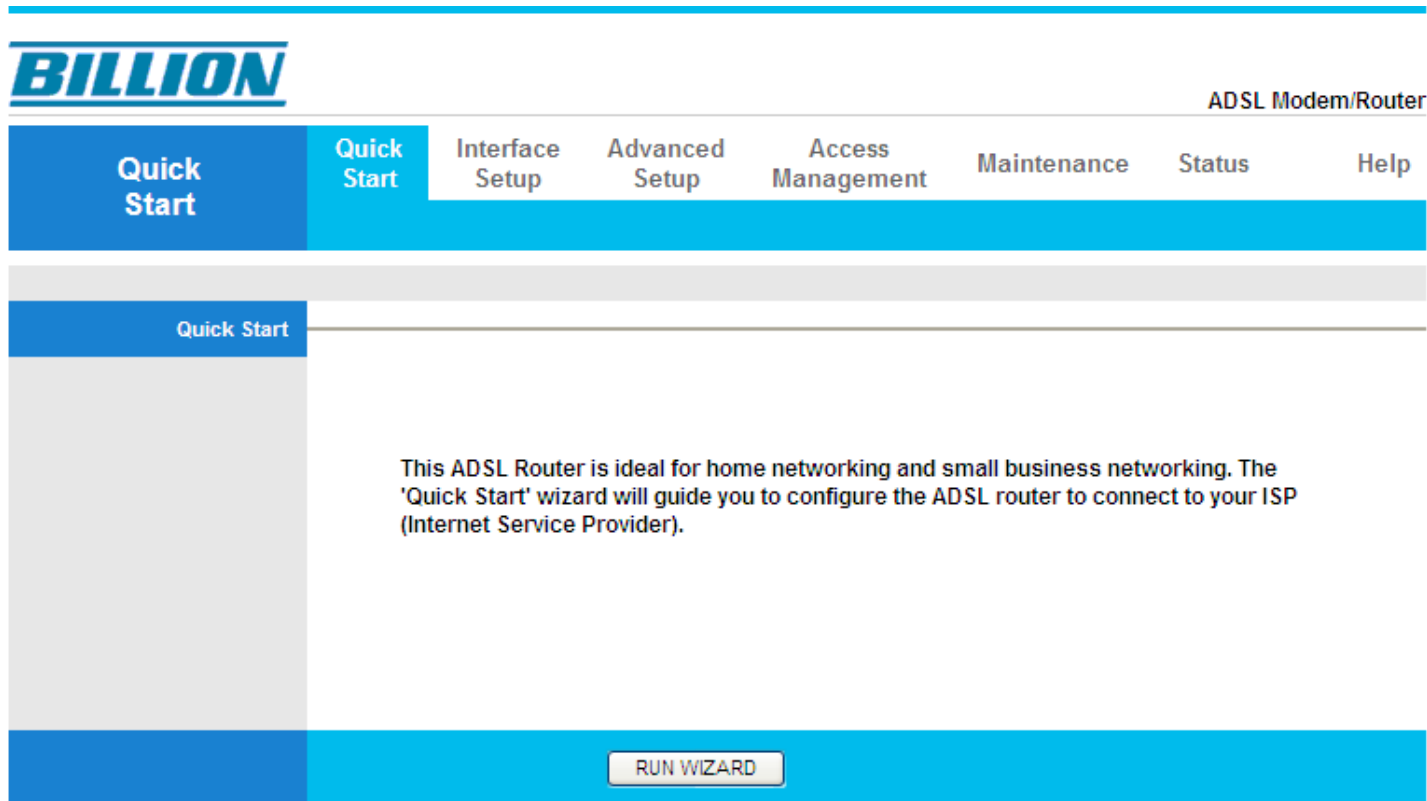 BILLION
ADSL Modem/Router
Quick
Start
Quick
Start
Interface
Setup
Advanced
Setup
Access
Management
Maintenance
Status
Help
Quick Start
This ADSL Router is ideal for home networking and small business networking. The
'Quick Start' wizard will guide you to configure the ADSL router to connect to your ISP
(Internet Service Provider).
RUN WIZARD